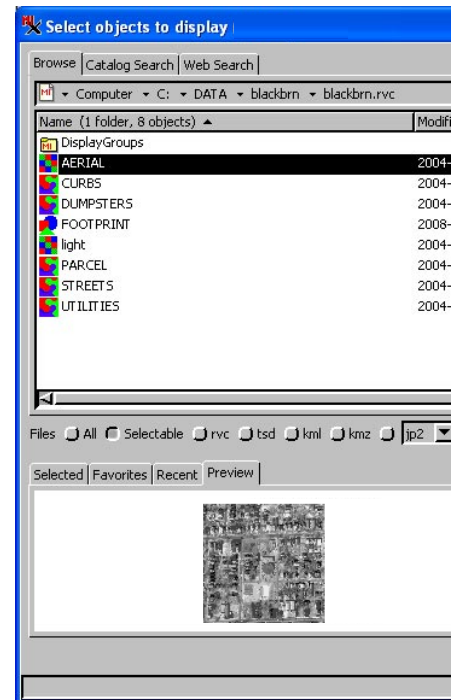 Select objects to display
Browse Catalog Search Web Search
Computer C: DATA blackbrn blackbrn.rvc
Name (1 folder, 8 objects) Modifi
DisplayGroups
AERIAL 2004-
CURBS 2004-
DUMPSTERS 2004-
FOOTPRINT 2008-
light 2004-
PARCEL 2004-
STREETS 2004-
UTILITIES 2004-
Files All Selectable rvc tsd kml kmz jp2
Selected Favorites Recent Preview